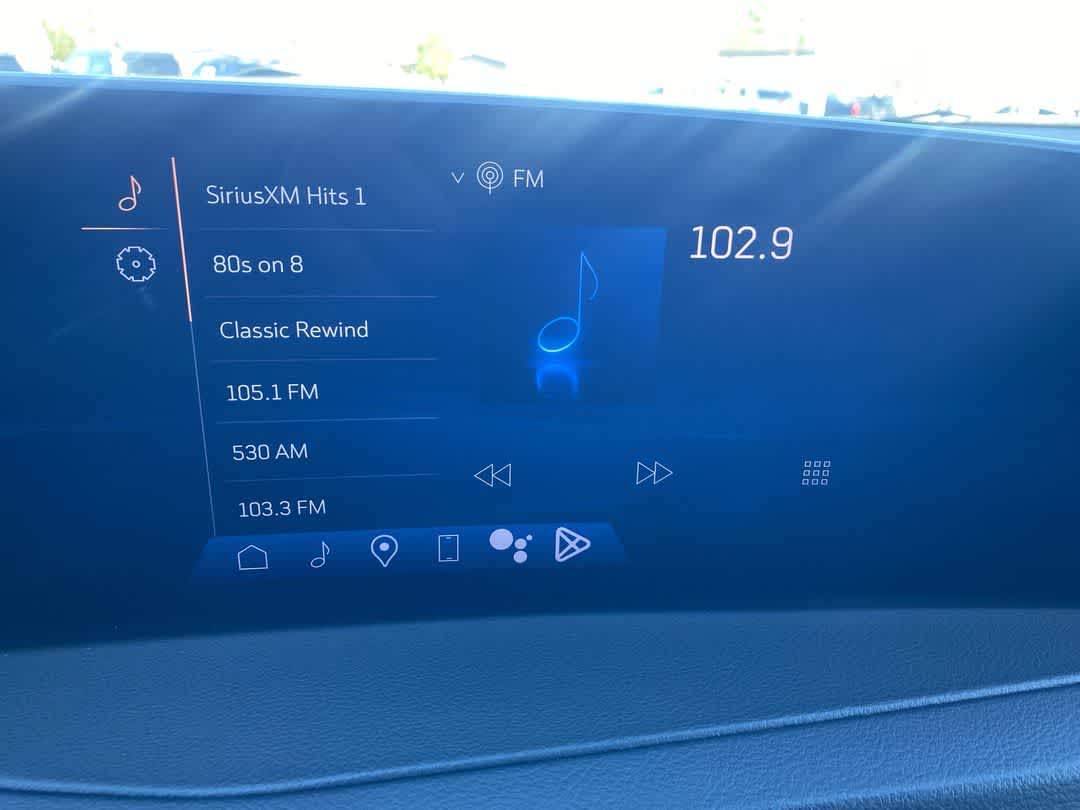 SiriusXM Hits 1
80s on 8
Classic Rewind
105.1 FM
530 AM
103.3 FM
FM
102.9